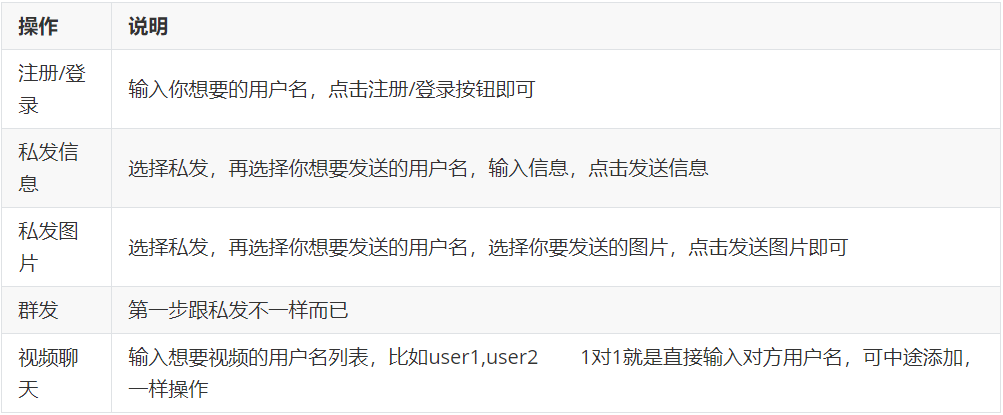 操作 说明
注册/登
录
输入你想要的用户名，点击注册/登录按钮即可
私发信
息
选择私发，再选择你想要发送的用户名，输入信息，点击发送信息
私发图
片
选择私发，再选择你想要发送的用户名，选择你要发送的图片，点击发送图片即可
群发 第一步跟私发不一样而已
视频聊
天
输入想要视频的用户名列表，比如user1,user2 1对1就是直接输入对方用户名，可中途添加，
一样操作